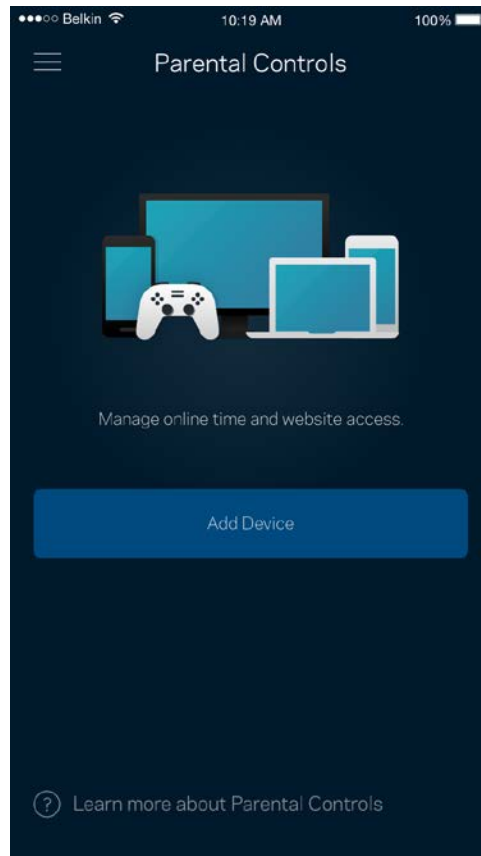 ●●●○○ Belkin 10:19 AM 100%
Parental Controls
Manage online time and website access.
Add Device
? Learn more about Parental Controls